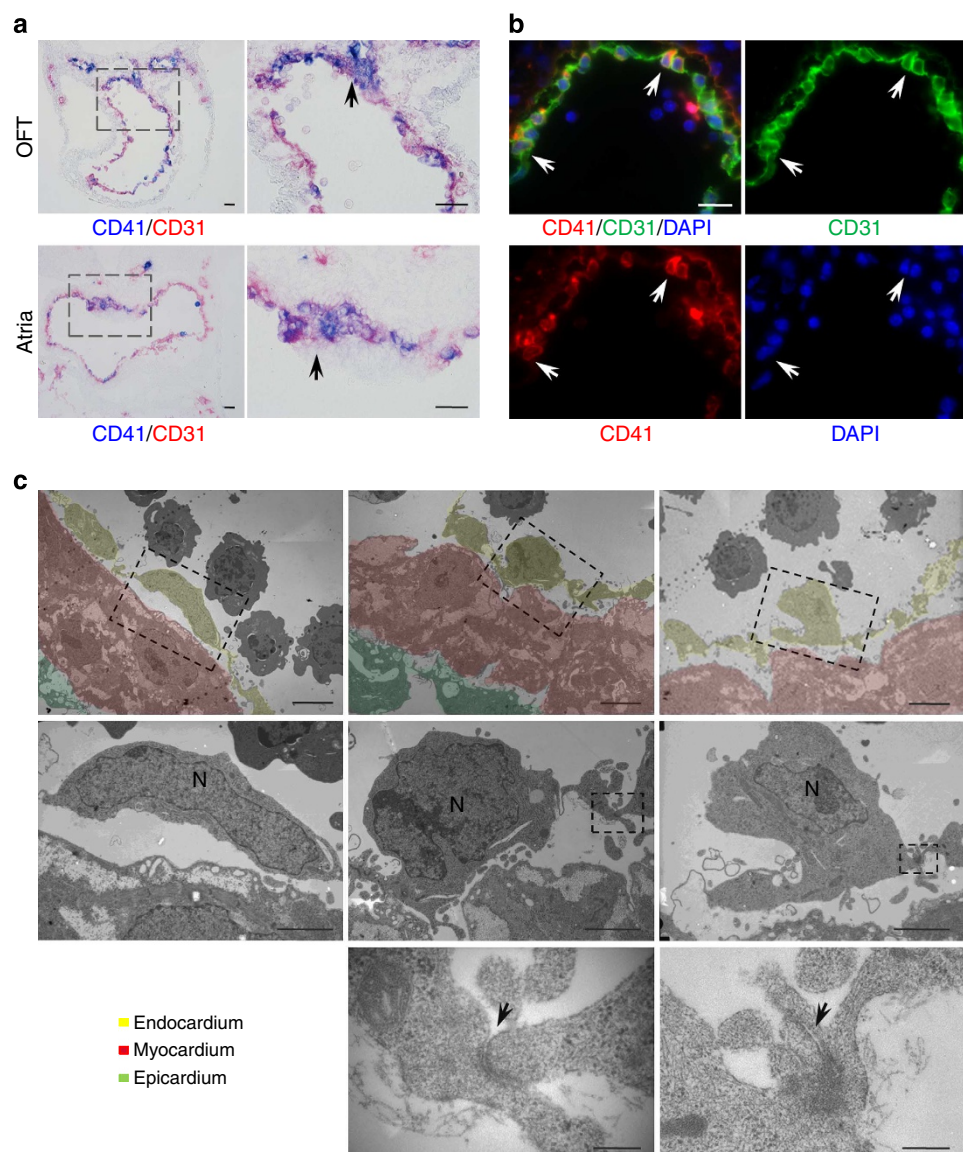 a
OFT
CD41/CD31
Atria
CD41/CD31
b
CD41/CD31/DAPI
CD31
CD41
DAPI
c
N
N
N
Endocardium
Myocardium
Epicardium